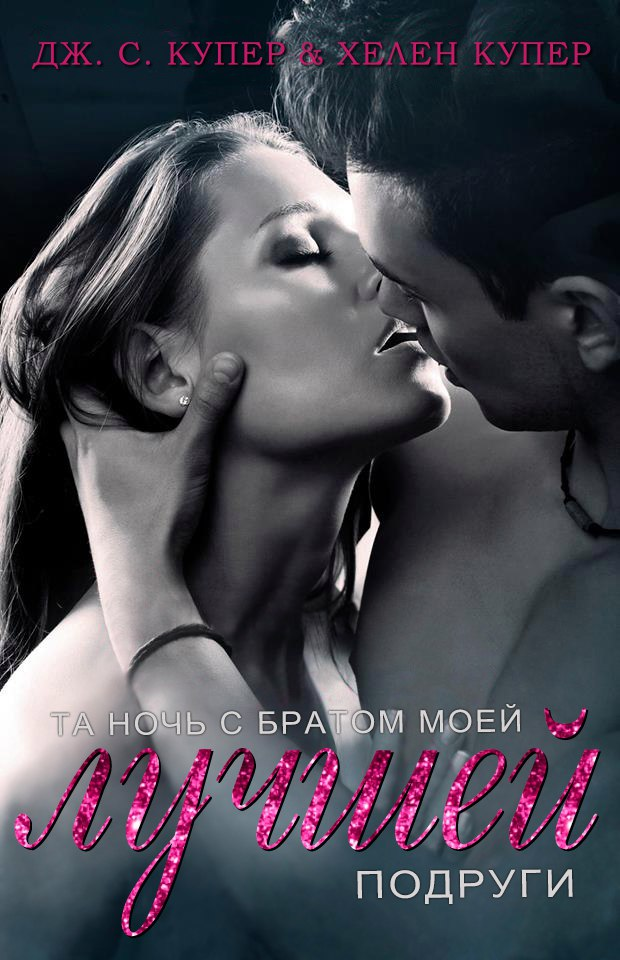 ДЖ. С. КУПЕР & ХЕЛЕН КУПЕР
ТА НОЧЬ С БРАТОМ МОЕЙ
лучшей
ПОДРУГИ